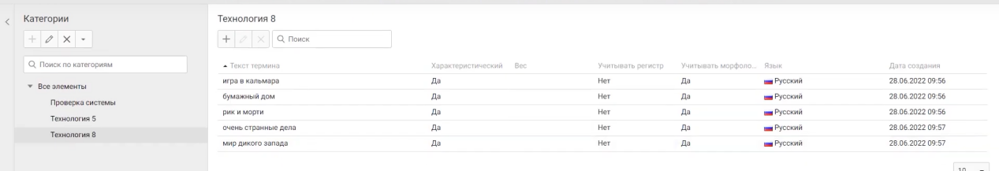 Категории
Поиск по категориям
Все элементы
Проверка системы
Технология 5
Технология 8
Технология 8
Поиск
Текст термина Характеристический Вес Учитывать регистр Учитывать морфоло... Язык Дата создания
игра в кальмара Да Нет Да Русский 28.06.2022 09:56
бумажный дом Да Нет Да Русский 28.06.2022 09:56
рик и морти Да Нет Да Русский 28.06.2022 09:56
очень странные дела Да Нет Да Русский 28.06.2022 09:57
мир дикого запада Да Нет Да Русский 28.06.2022 09:57
10